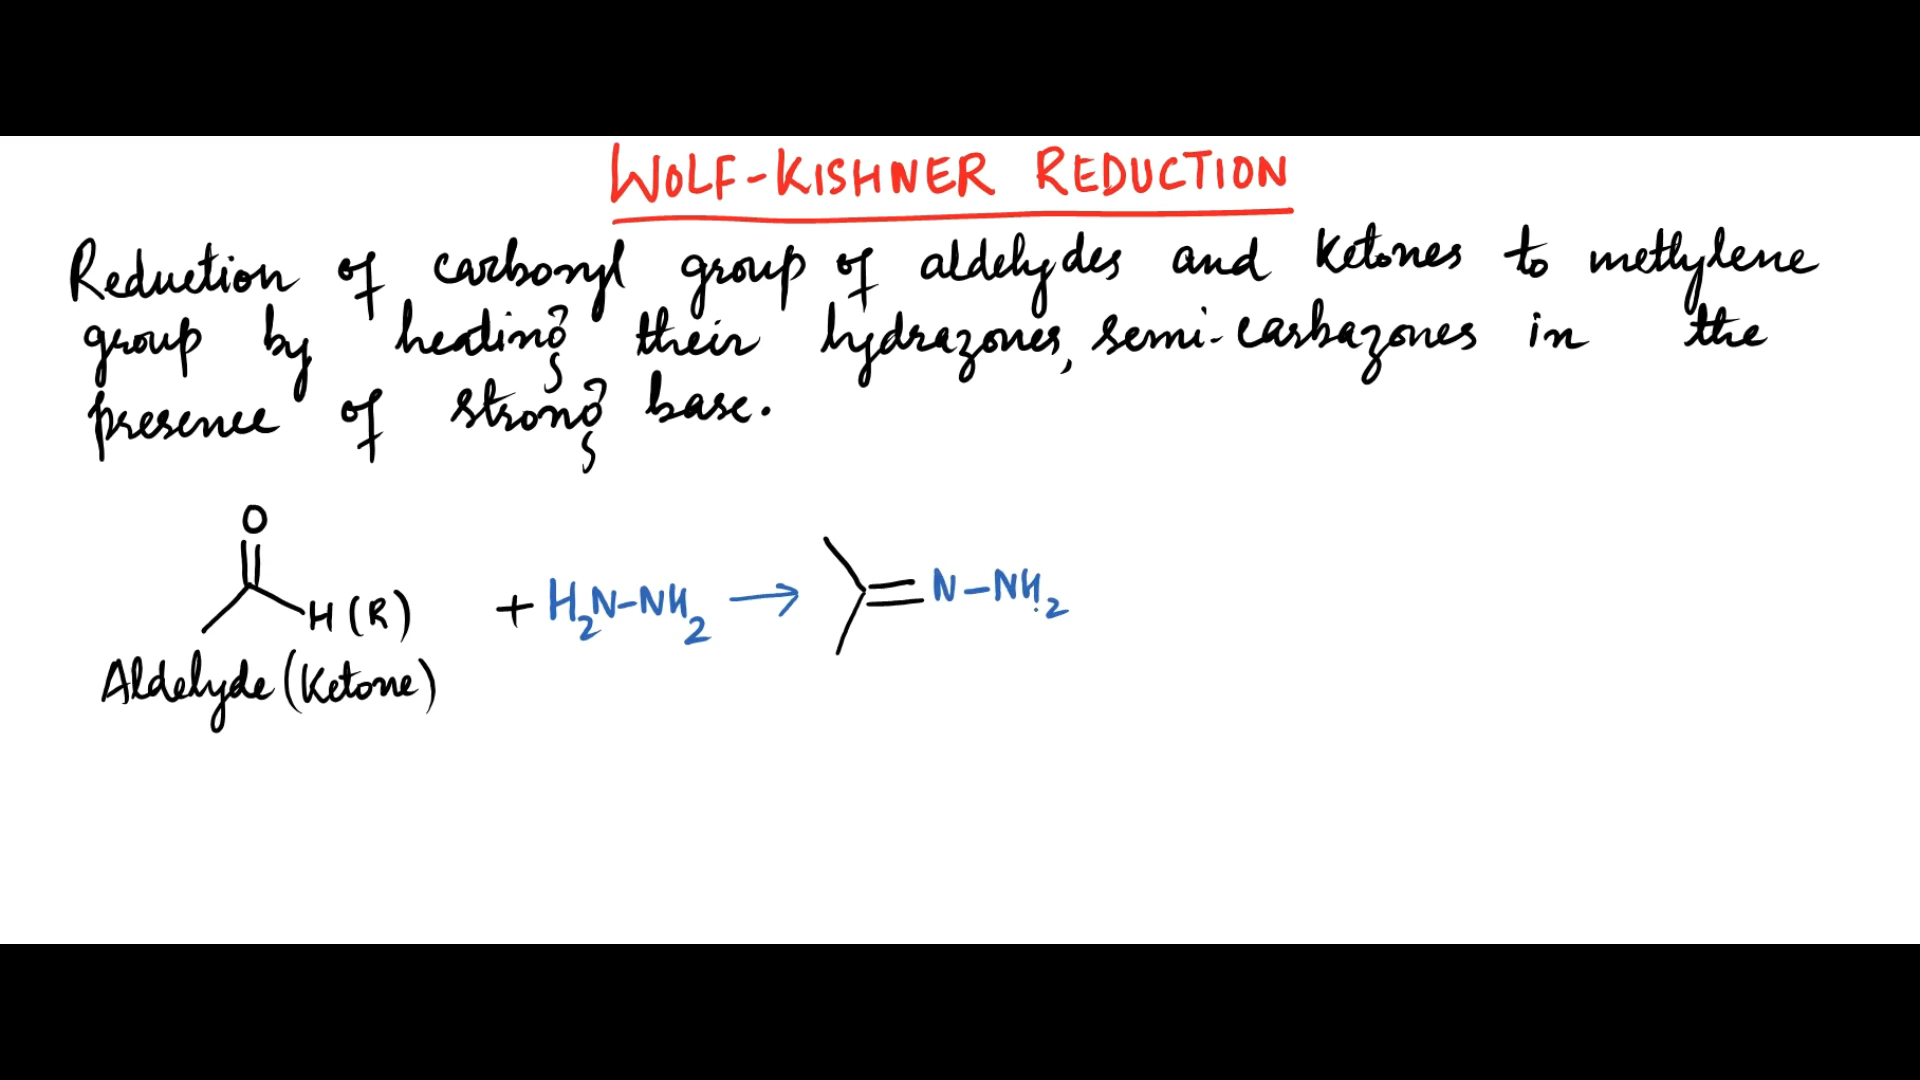 WOLF-KISHNER REDUCTION
Reduction of carbonyl group of aldehydes and Ketones to methylene
group by heating their hydrazones, semi-carbazones in the
presence of strong base.
O
H (R) + H2N-NH2 → =N-NH2
Aldelyde (Ketone)